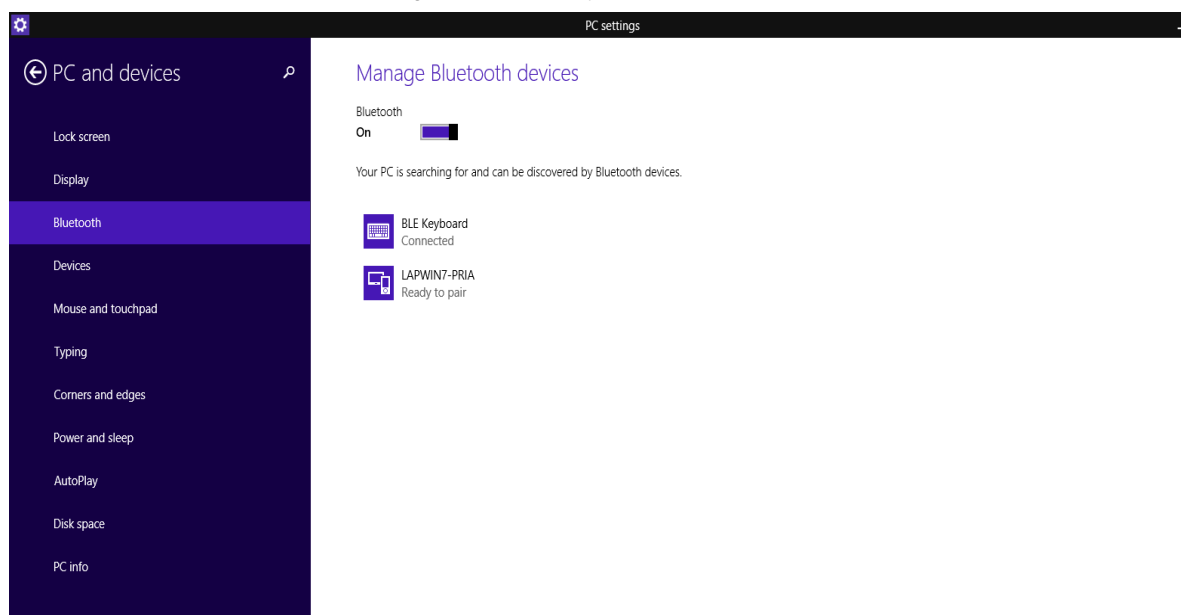 PC settings
PC and devices
Lock screen
Display
Bluetooth
Devices
Mouse and touchpad
Typing
Corners and edges
Power and sleep
AutoPlay
Disk space
PC info
Manage Bluetooth devices
Bluetooth
On
Your PC is searching for and can be discovered by Bluetooth devices.
BLE Keyboard
Connected
LAPWIN7-PRIA
Ready to pair